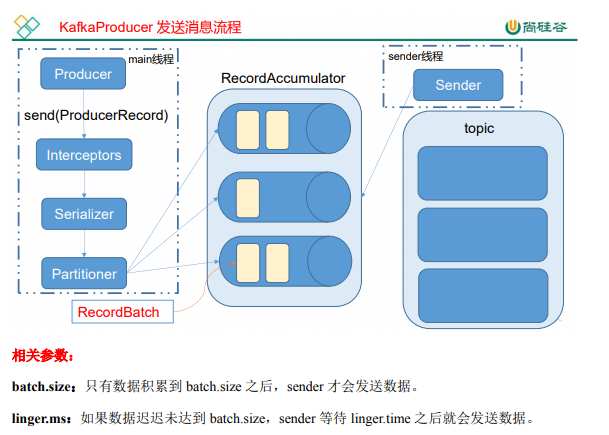 KafkaProducer 发送消息流程
尚硅谷
main线程
Producer
send(ProducerRecord)
Interceptors
Serializer
Partitioner
RecordBatch
RecordAccumulator
sender线程
Sender
topic
相关参数：
batch.size：只有数据积累到 batch.size 之后，sender 才会发送数据。
linger.ms：如果数据迟迟未达到 batch.size，sender 等待 linger.time 之后就会发送数据。